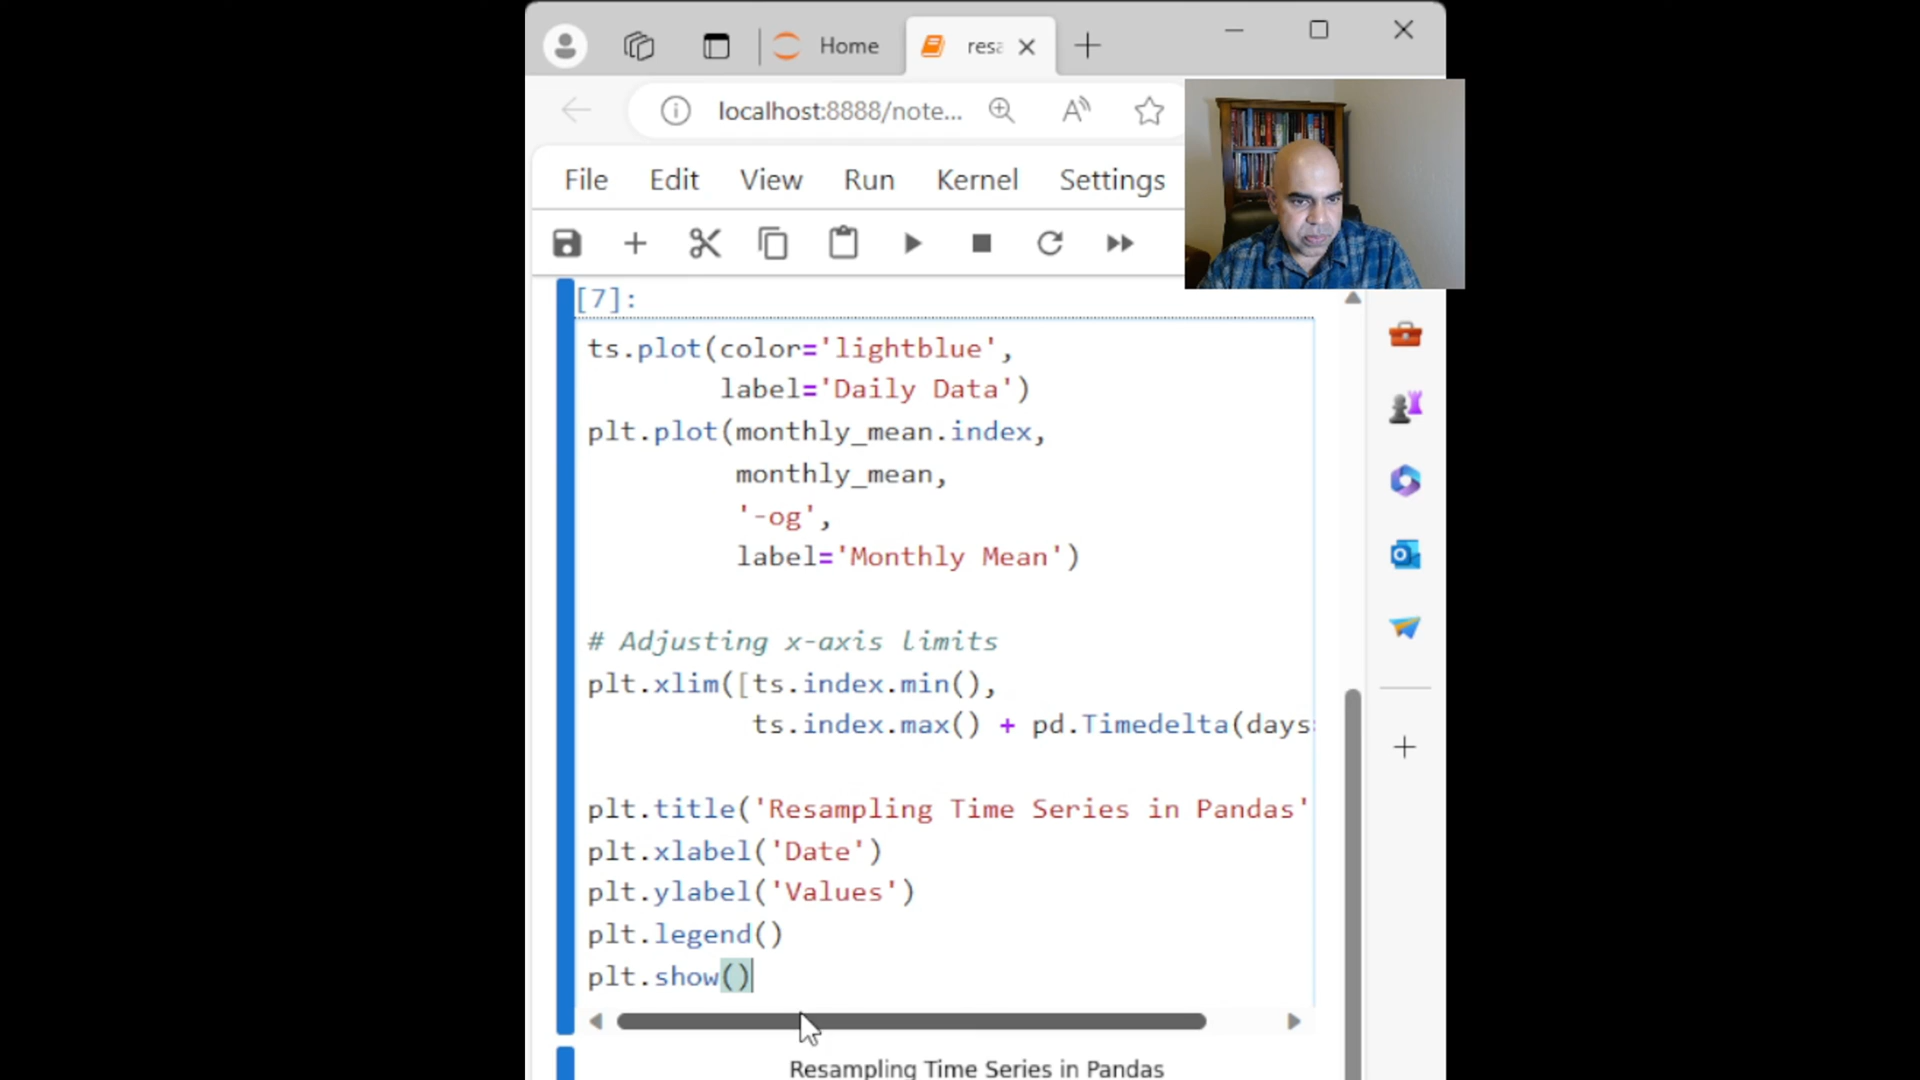 Home
resa
localhost:8888/note...
File Edit View Run Kernel Settings
[7]:
ts.plot(color='lightblue',
label='Daily Data')
plt.plot(monthly_mean.index,
monthly_mean,
'-og',
label='Monthly Mean')
# Adjusting x-axis limits
plt.xlim([ts.index.min(),
ts.index.max() + pd.Timedelta(days=
plt.title('Resampling Time Series in Pandas'
plt.xlabel('Date')
plt.ylabel('Values')
plt.legend()
plt.show()
Resampling Time Series in Pandas